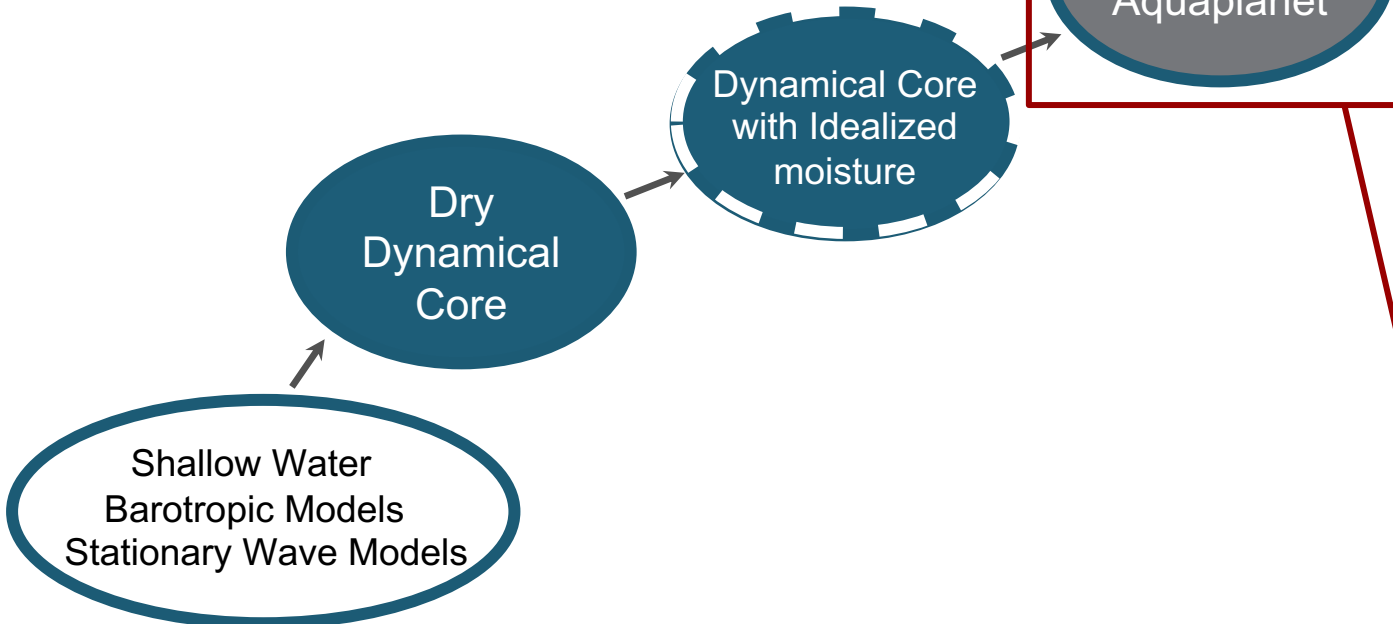 Aquaplanet
Dynamical Core
with Idealized
moisture
Dry
Dynamical
Core
Shallow Water
Barotropic Models
Stationary Wave Models